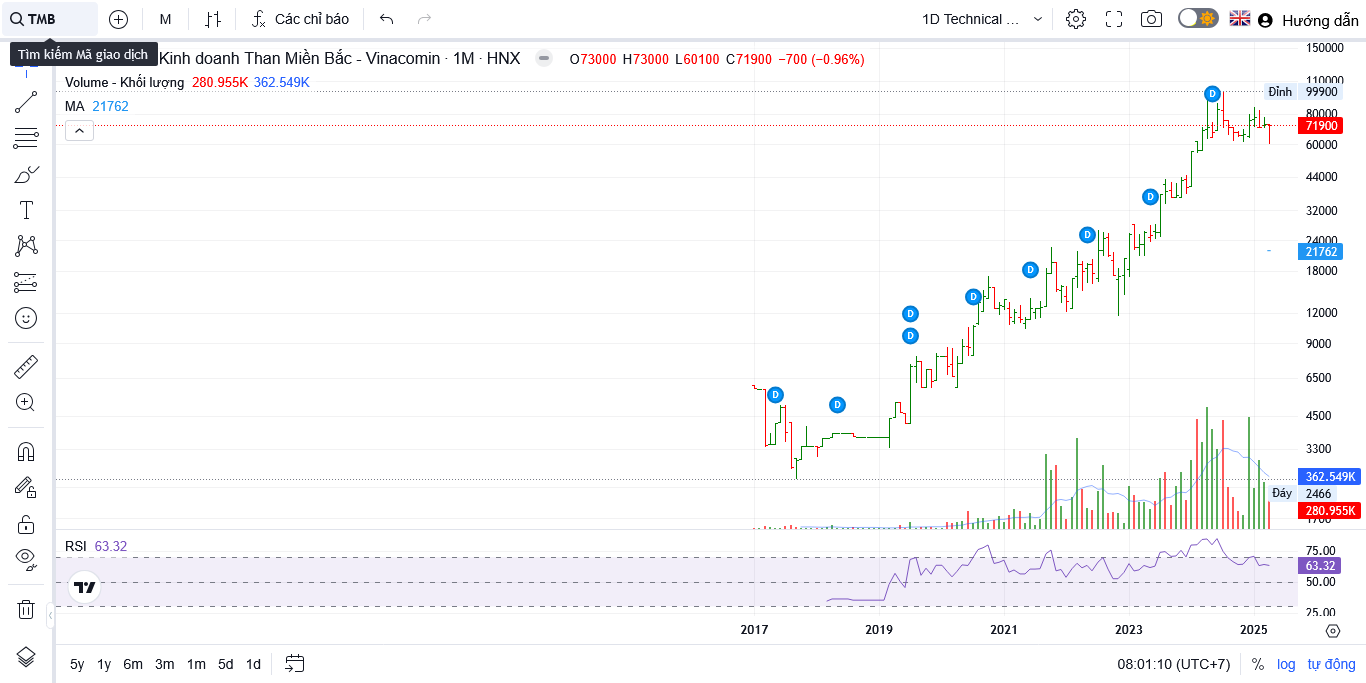 TMB
M
Các chỉ báo
1D Technical ...
Hướng dẫn
Tìm kiếm Mã giao dịch
Kinh doanh Than Miền Bắc - Vinacomin · 1M · HNX
O73000 H73000 L60100 C71900 −700 (−0.96%)
Volume - Khối lượng 280.955K 362.549K
MA 21762
150000
110000
Đỉnh 99900
80000
71900
60000
44000
32000
24000
21762
18000
12000
9000
6500
4500
3300
362.549K
Đáy 2466
280.955K
1700
D
D
D
D
D
D
D
D
D
RSI 63.32
75.00
63.32
50.00
25.00
2017 2019 2021 2023 2025
5y 1y 6m 3m 1m 5d 1d
08:01:10 (UTC+7) % log tự động